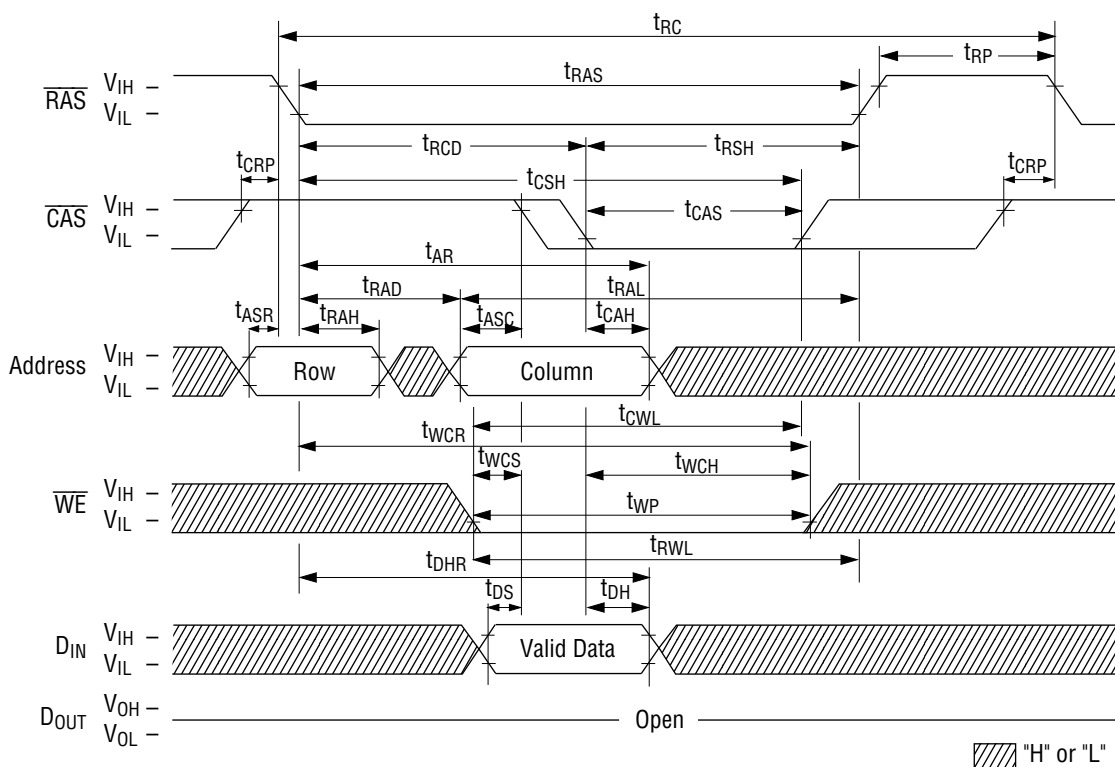 tRC
tRP
RAS VIH
VIL
tRAS
tRCD tRSH
tCRP tCSH tCRP
CAS VIH
VIL
tCAS
tAR
tRAD tRAL
tASR tRAH tASC tCAH
Address VIH
VIL
Row Column
tCWL
tWCR
tWCS tWCH
WE VIH
VIL
tWP
tRWL
tDHR
tDS tDH
DIN VIH
VIL
Valid Data
DOUT VOH
VOL
Open
"H" or "L"